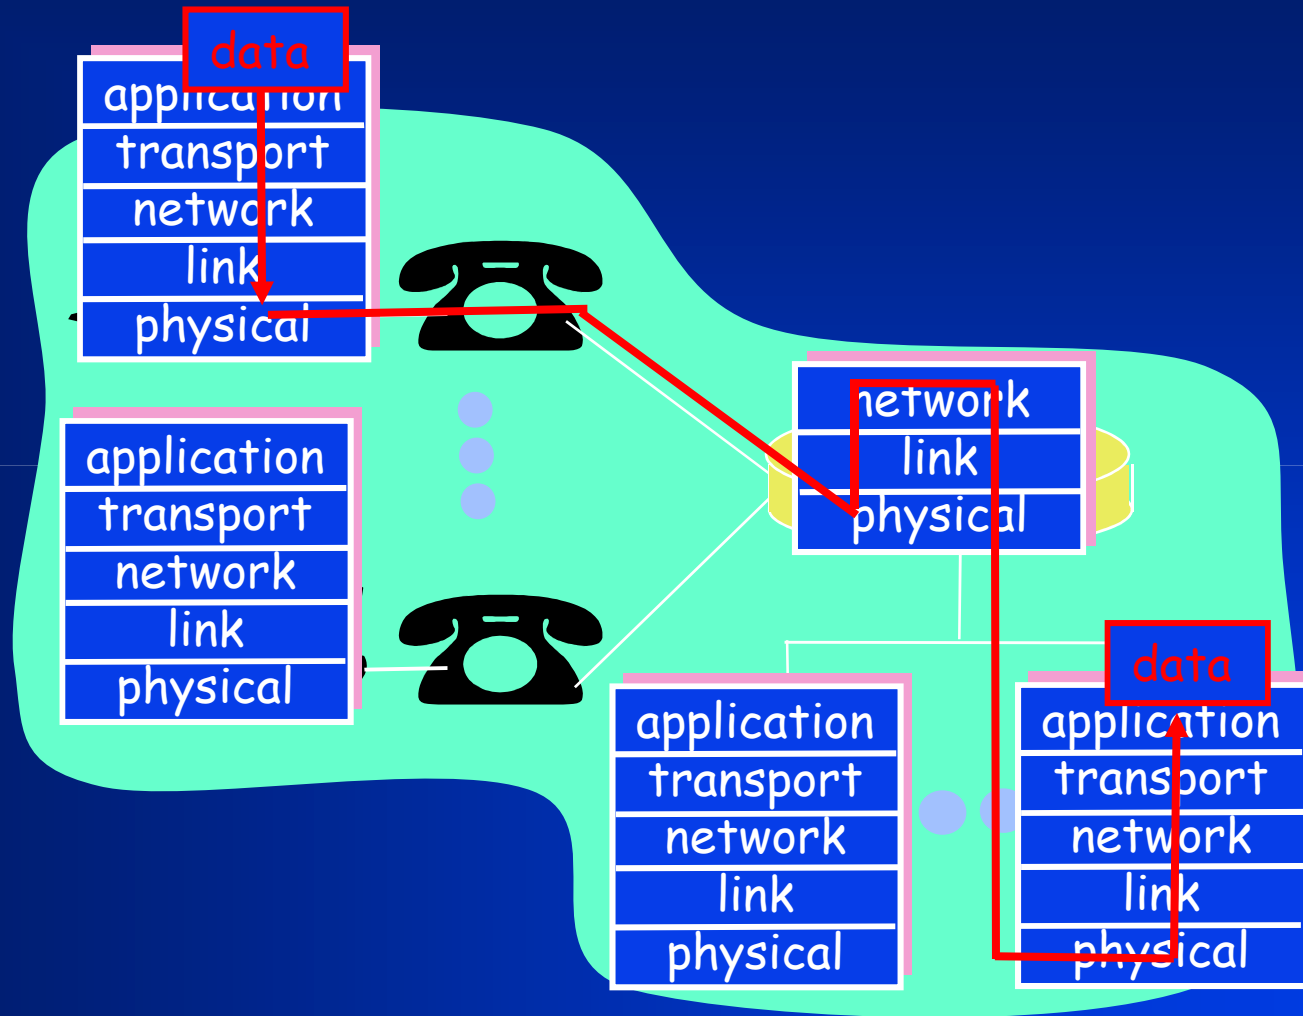 data
application
transport
network
link
physical
application
transport
network
link
physical
network
link
physical
application
transport
network
link
physical
data
application
transport
network
link
physical